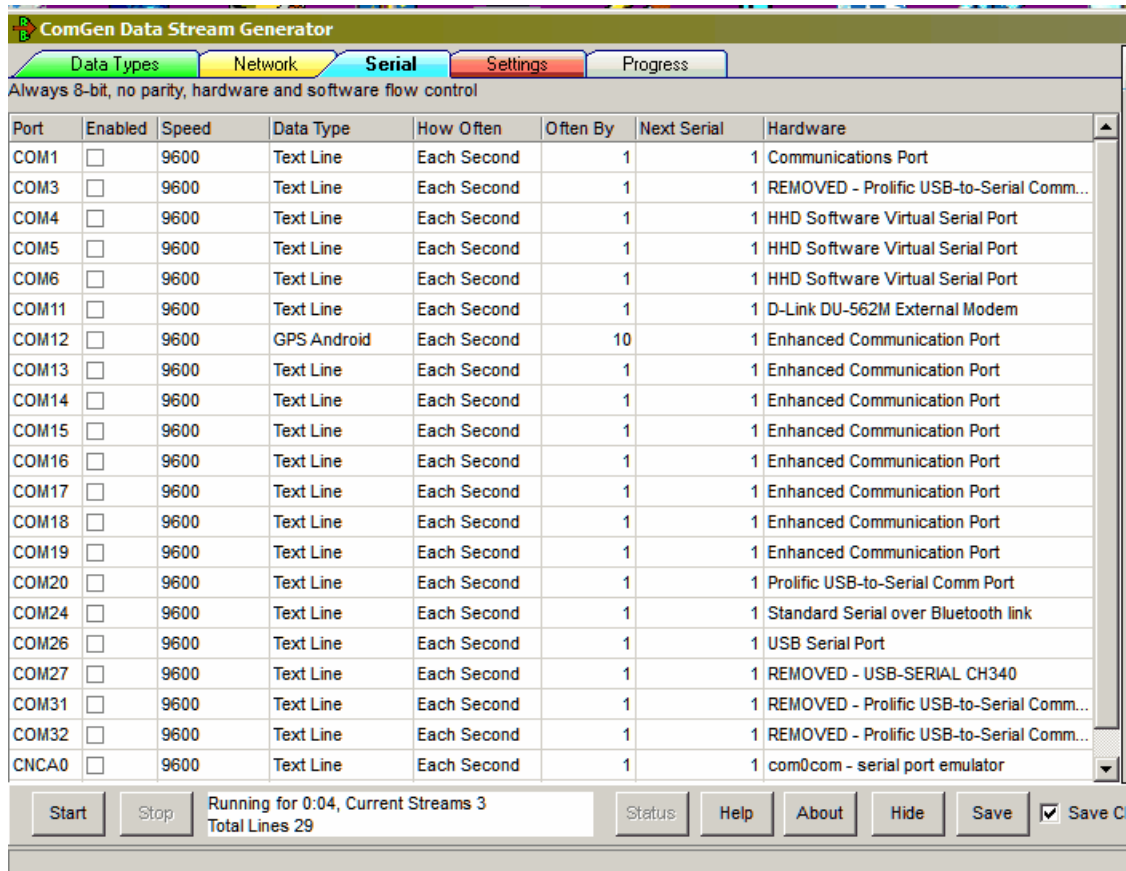 ComGen Data Stream Generator
Data Types Network Serial Settings Progress
Always 8-bit, no parity, hardware and software flow control
Port Enabled Speed Data Type How Often Often By Next Serial Hardware
COM1 9600 Text Line Each Second 1 1 Communications Port
COM3 9600 Text Line Each Second 1 1 REMOVED - Prolific USB-to-Serial Comm...
COM4 9600 Text Line Each Second 1 1 HHD Software Virtual Serial Port
COM5 9600 Text Line Each Second 1 1 HHD Software Virtual Serial Port
COM6 9600 Text Line Each Second 1 1 HHD Software Virtual Serial Port
COM11 9600 Text Line Each Second 1 1 D-Link DU-562M External Modem
COM12 9600 GPS Android Each Second 10 1 Enhanced Communication Port
COM13 9600 Text Line Each Second 1 1 Enhanced Communication Port
COM14 9600 Text Line Each Second 1 1 Enhanced Communication Port
COM15 9600 Text Line Each Second 1 1 Enhanced Communication Port
COM16 9600 Text Line Each Second 1 1 Enhanced Communication Port
COM17 9600 Text Line Each Second 1 1 Enhanced Communication Port
COM18 9600 Text Line Each Second 1 1 Enhanced Communication Port
COM19 9600 Text Line Each Second 1 1 Enhanced Communication Port
COM20 9600 Text Line Each Second 1 1 Prolific USB-to-Serial Comm Port
COM24 9600 Text Line Each Second 1 1 Standard Serial over Bluetooth link
COM26 9600 Text Line Each Second 1 1 USB Serial Port
COM27 9600 Text Line Each Second 1 1 REMOVED - USB-SERIAL CH340
COM31 9600 Text Line Each Second 1 1 REMOVED - Prolific USB-to-Serial Comm...
COM32 9600 Text Line Each Second 1 1 REMOVED - Prolific USB-to-Serial Comm...
CNCA0 9600 Text Line Each Second 1 1 com0com - serial port emulator
Start Stop Running for 0:04, Current Streams 3 Status Help About Hide Save Save
Total Lines 29